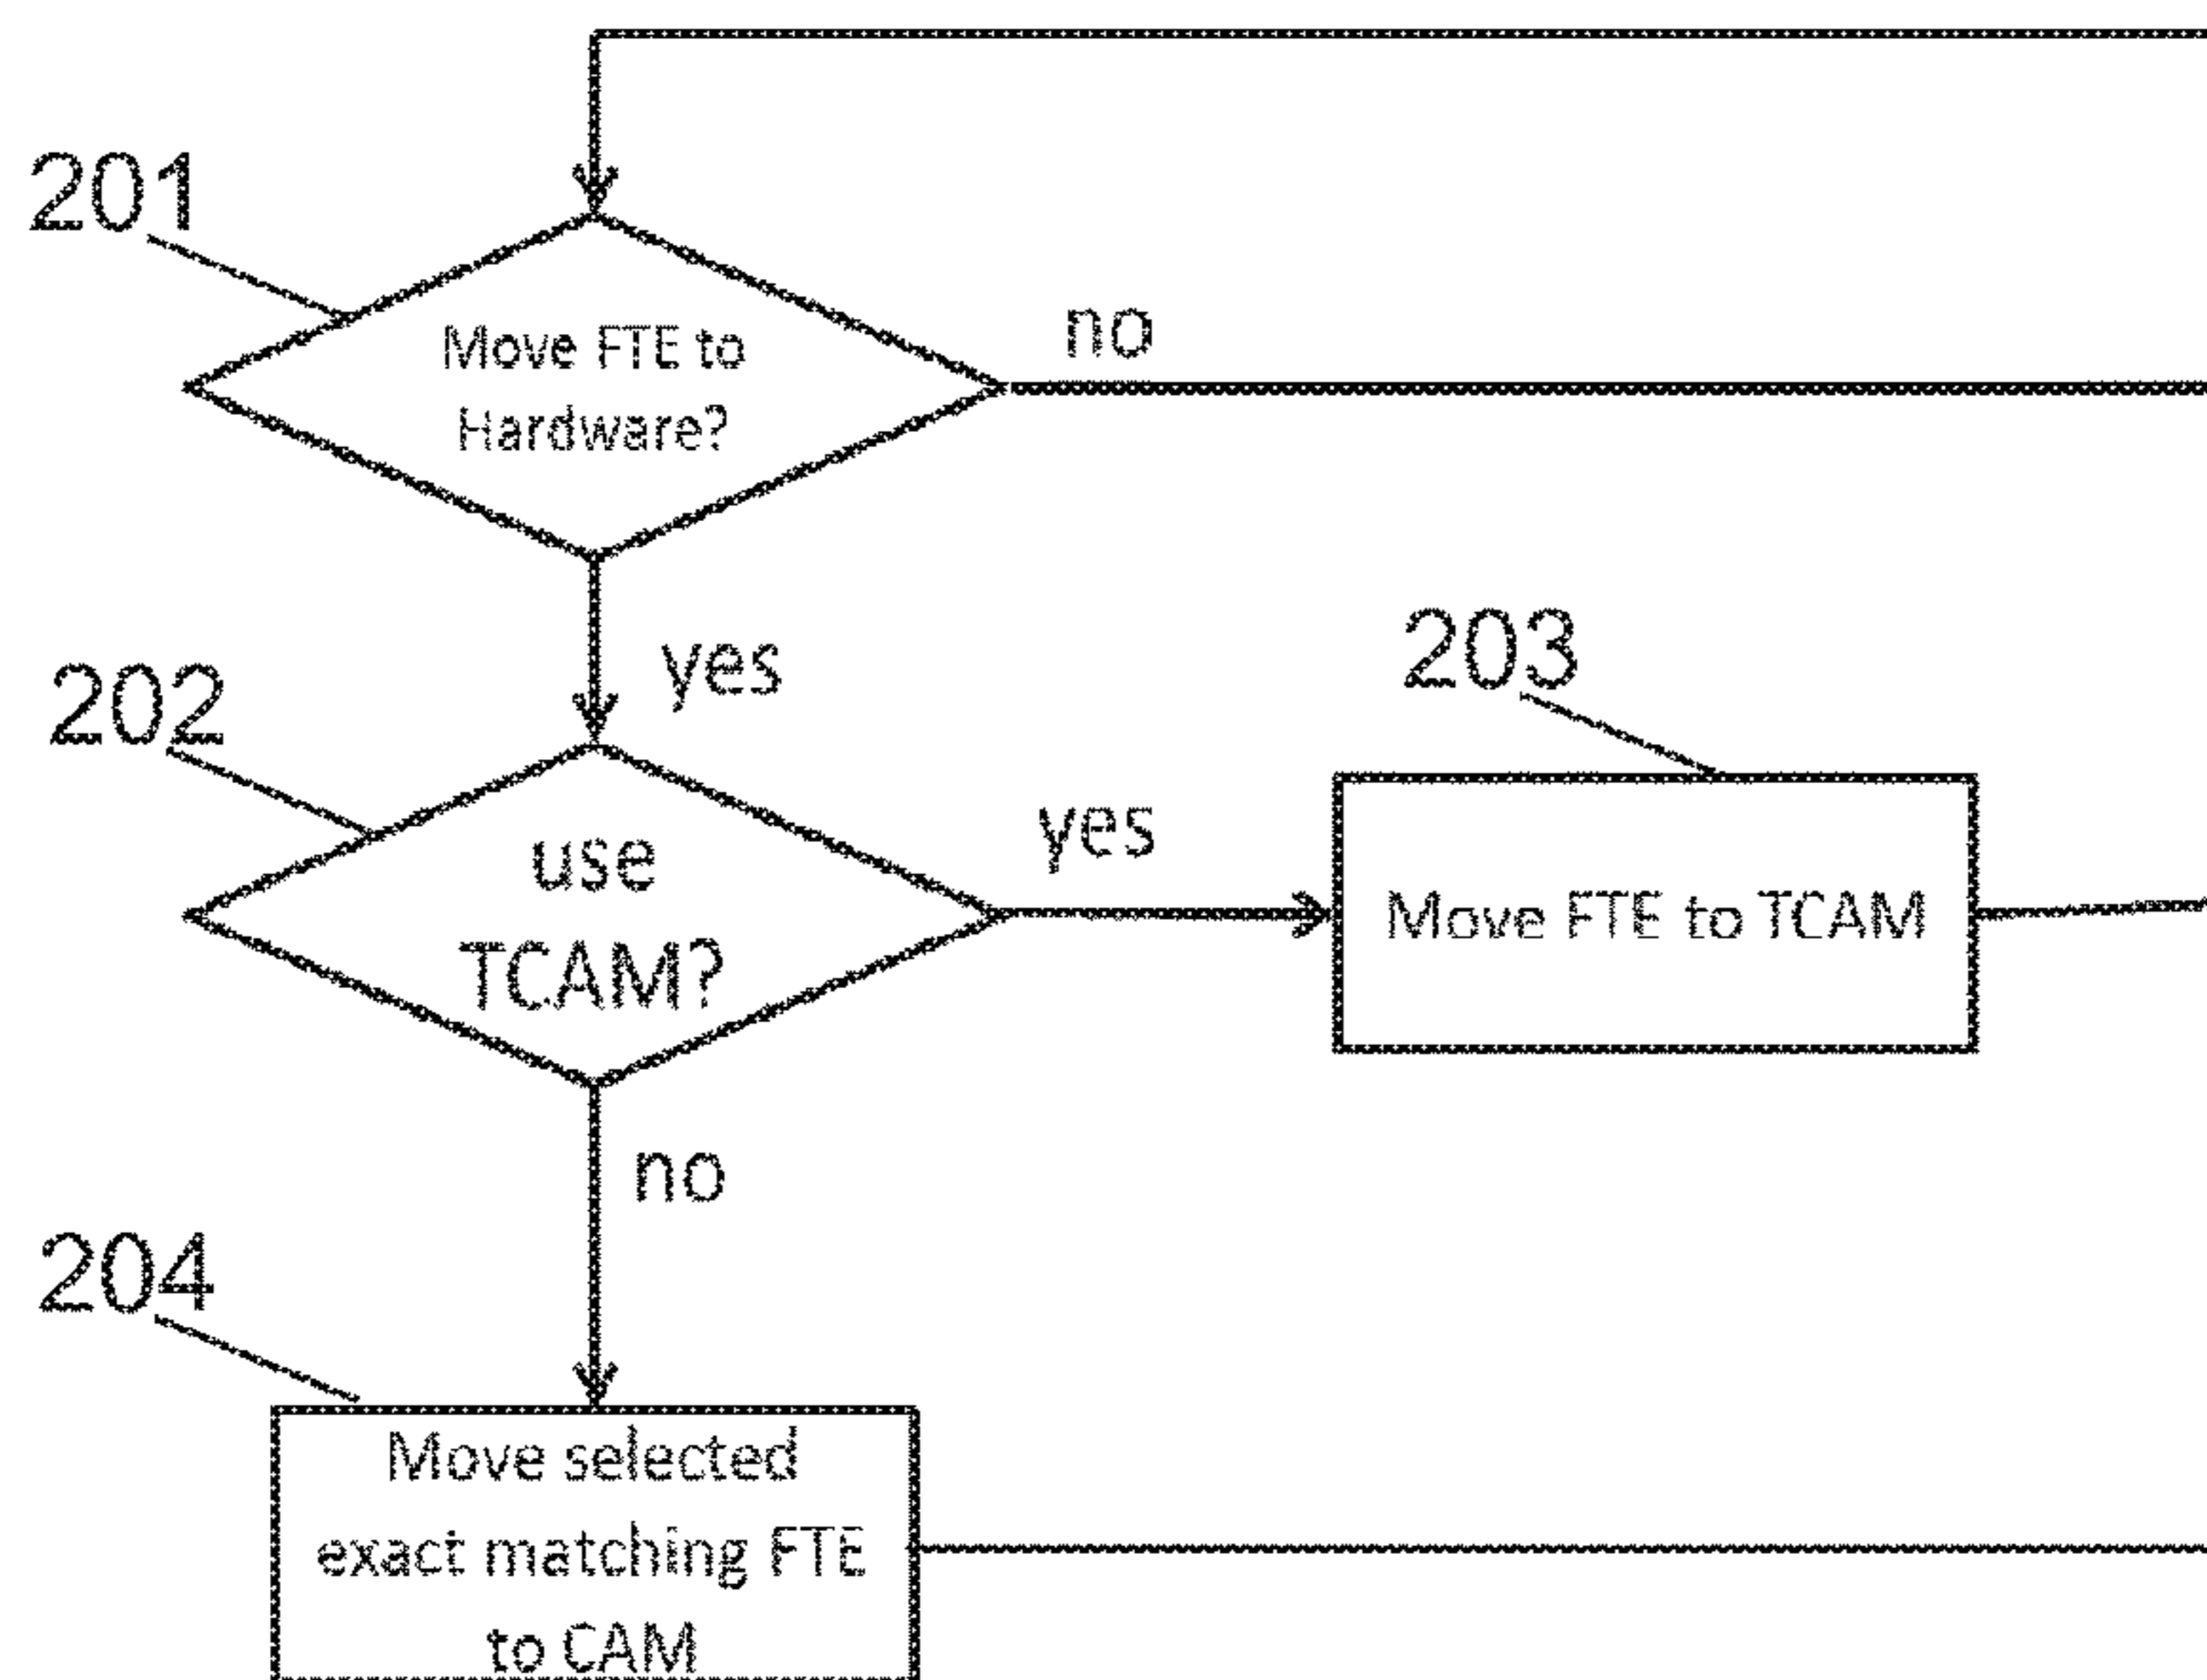 201
Move FTE to
Hardware?
no
yes
202
use
TCAM?
yes
203
Move FTE to TCAM
no
204
Move selected
exact matching FTE
to CAM